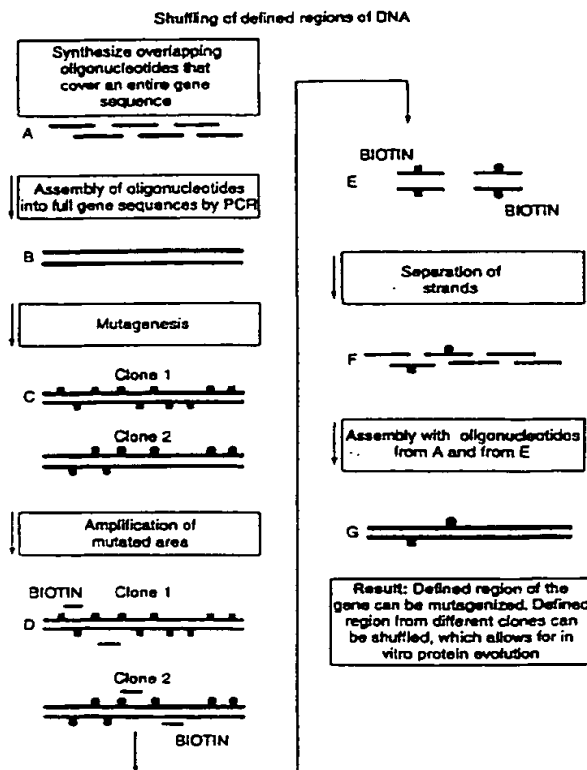 Shuffling of defined regions of DNA
Synthesize overlapping
oligonucleotides that
cover an entire gene
sequence
A
Assembly of oligonucleotides
into full gene sequences by PCR
B
Mutagenesis
Clone 1
C
Clone 2
Amplification of
mutated area
BIOTIN
Clone 1
D
Clone 2
BIOTIN
BIOTIN
E
BIOTIN
Separation of
strands
F
Assembly with oligonucleotides
from A and from E
G
Result: Defined region of the
gene can be mutagenized. Defined
region from different clones can
be shuffled, which allows for in
vitro protein evolution